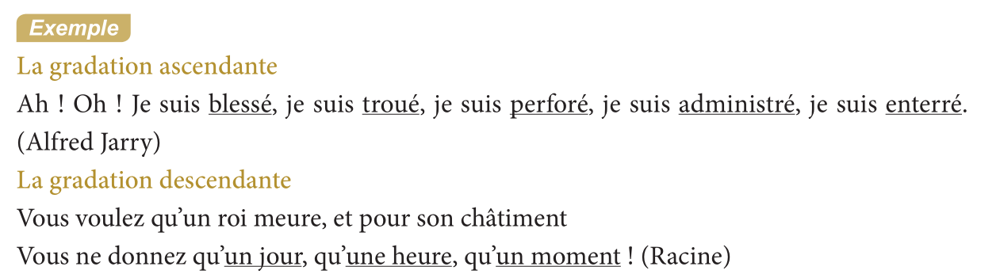 Exemple
La gradation ascendante
Ah ! Oh ! Je suis blessé, je suis troué, je suis perforé, je suis administré, je suis enterré.
(Alfred Jarry)
La gradation descendante
Vous voulez qu’un roi meure, et pour son châtiment
Vous ne donnez qu’un jour, qu’une heure, qu’un moment ! (Racine)